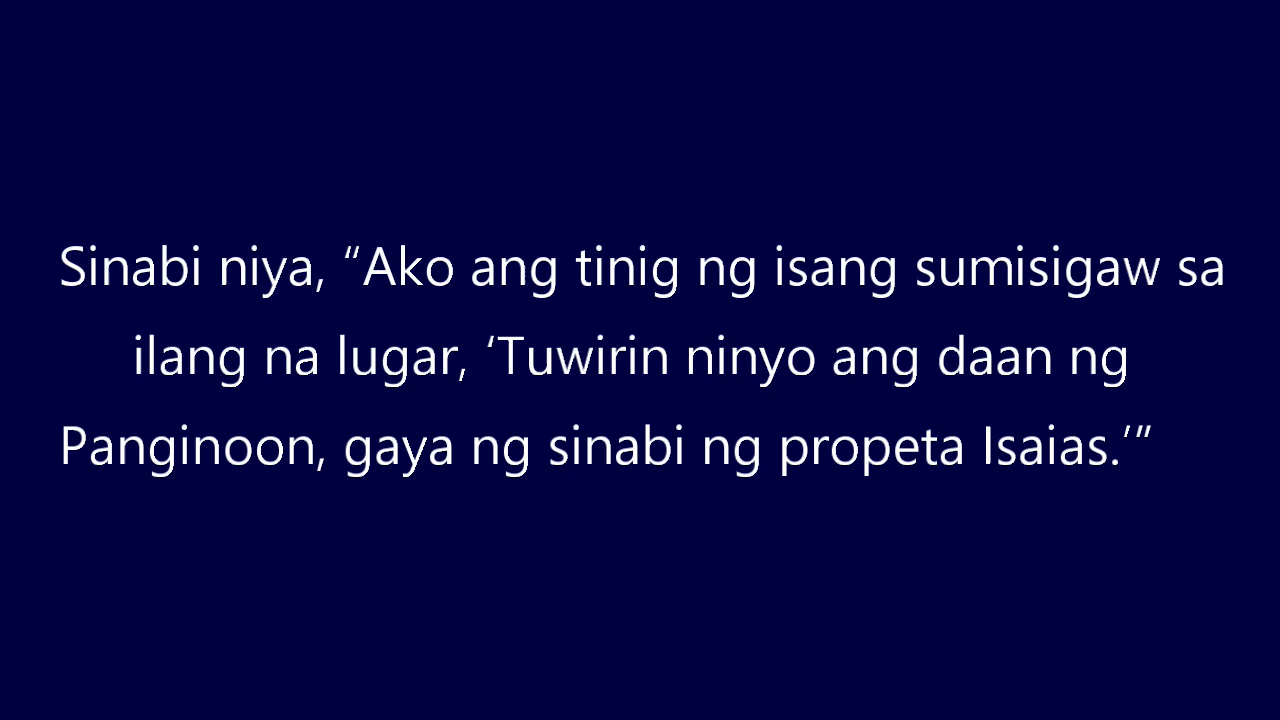 Sinabi niya, “Ako ang tinig ng isang sumisigaw sa
ilang na lugar, ‘Tuwirin ninyo ang daan ng
Panginoon, gaya ng sinabi ng propeta Isaias.’”